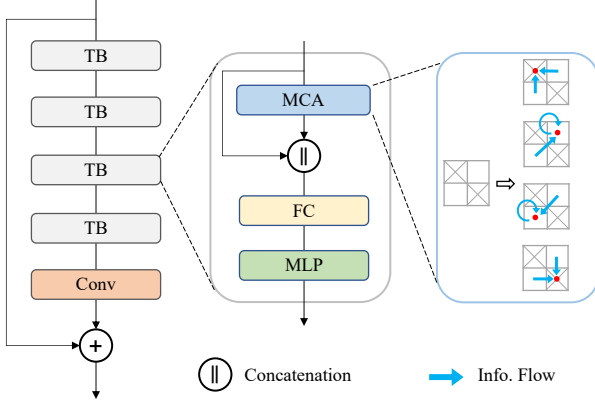 TB
TB
TB
TB
Conv
+
MCA
||
FC
MLP
|| Concatenation
Info. Flow